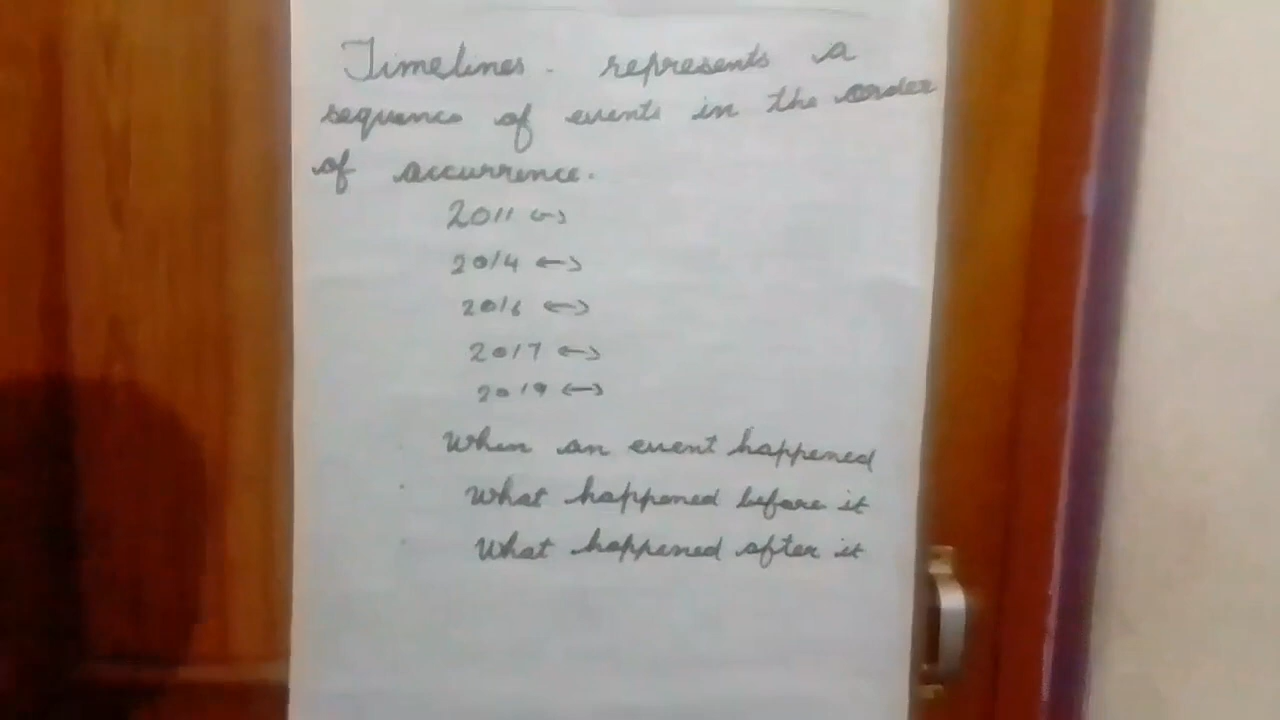 Timelines. represents a
sequence of events in the order
of occurrence.
2011 ↔
2014 ↔
2016 ↔
2017 ↔
2019 ↔
When an event happened
What happened before it
What happened after it